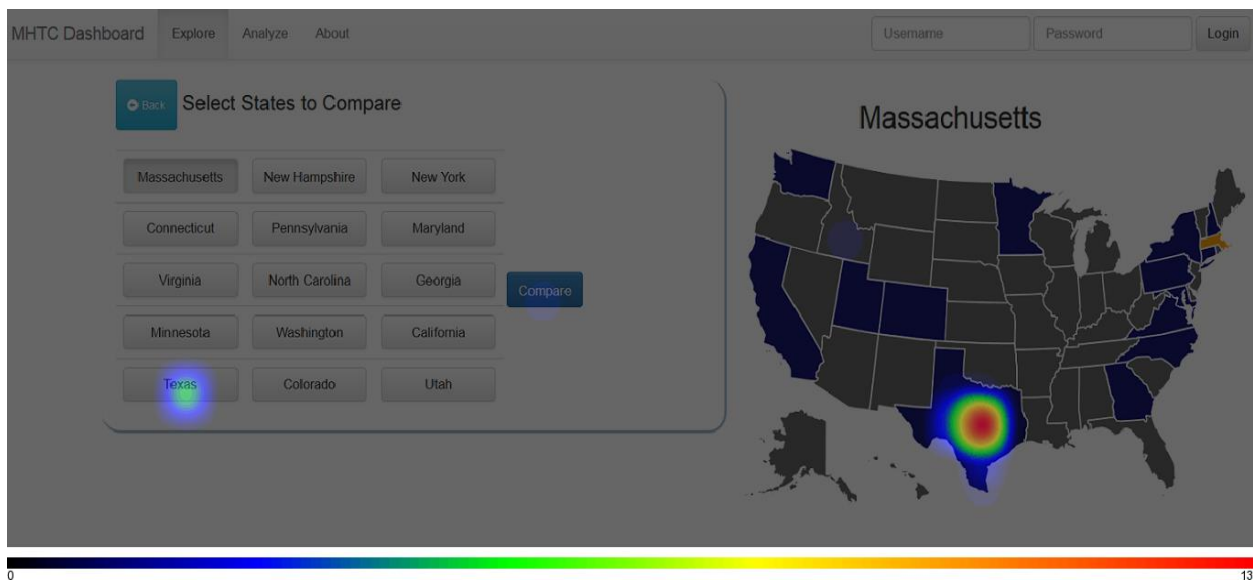 MHTC Dashboard Explore Analyze About Username Password Login
Back Select States to Compare
Massachusetts
Massachusetts New Hampshire New York
Connecticut Pennsylvania Maryland
Virginia North Carolina Georgia
Compare
Minnesota Washington California
Texas Colorado Utah
0 13